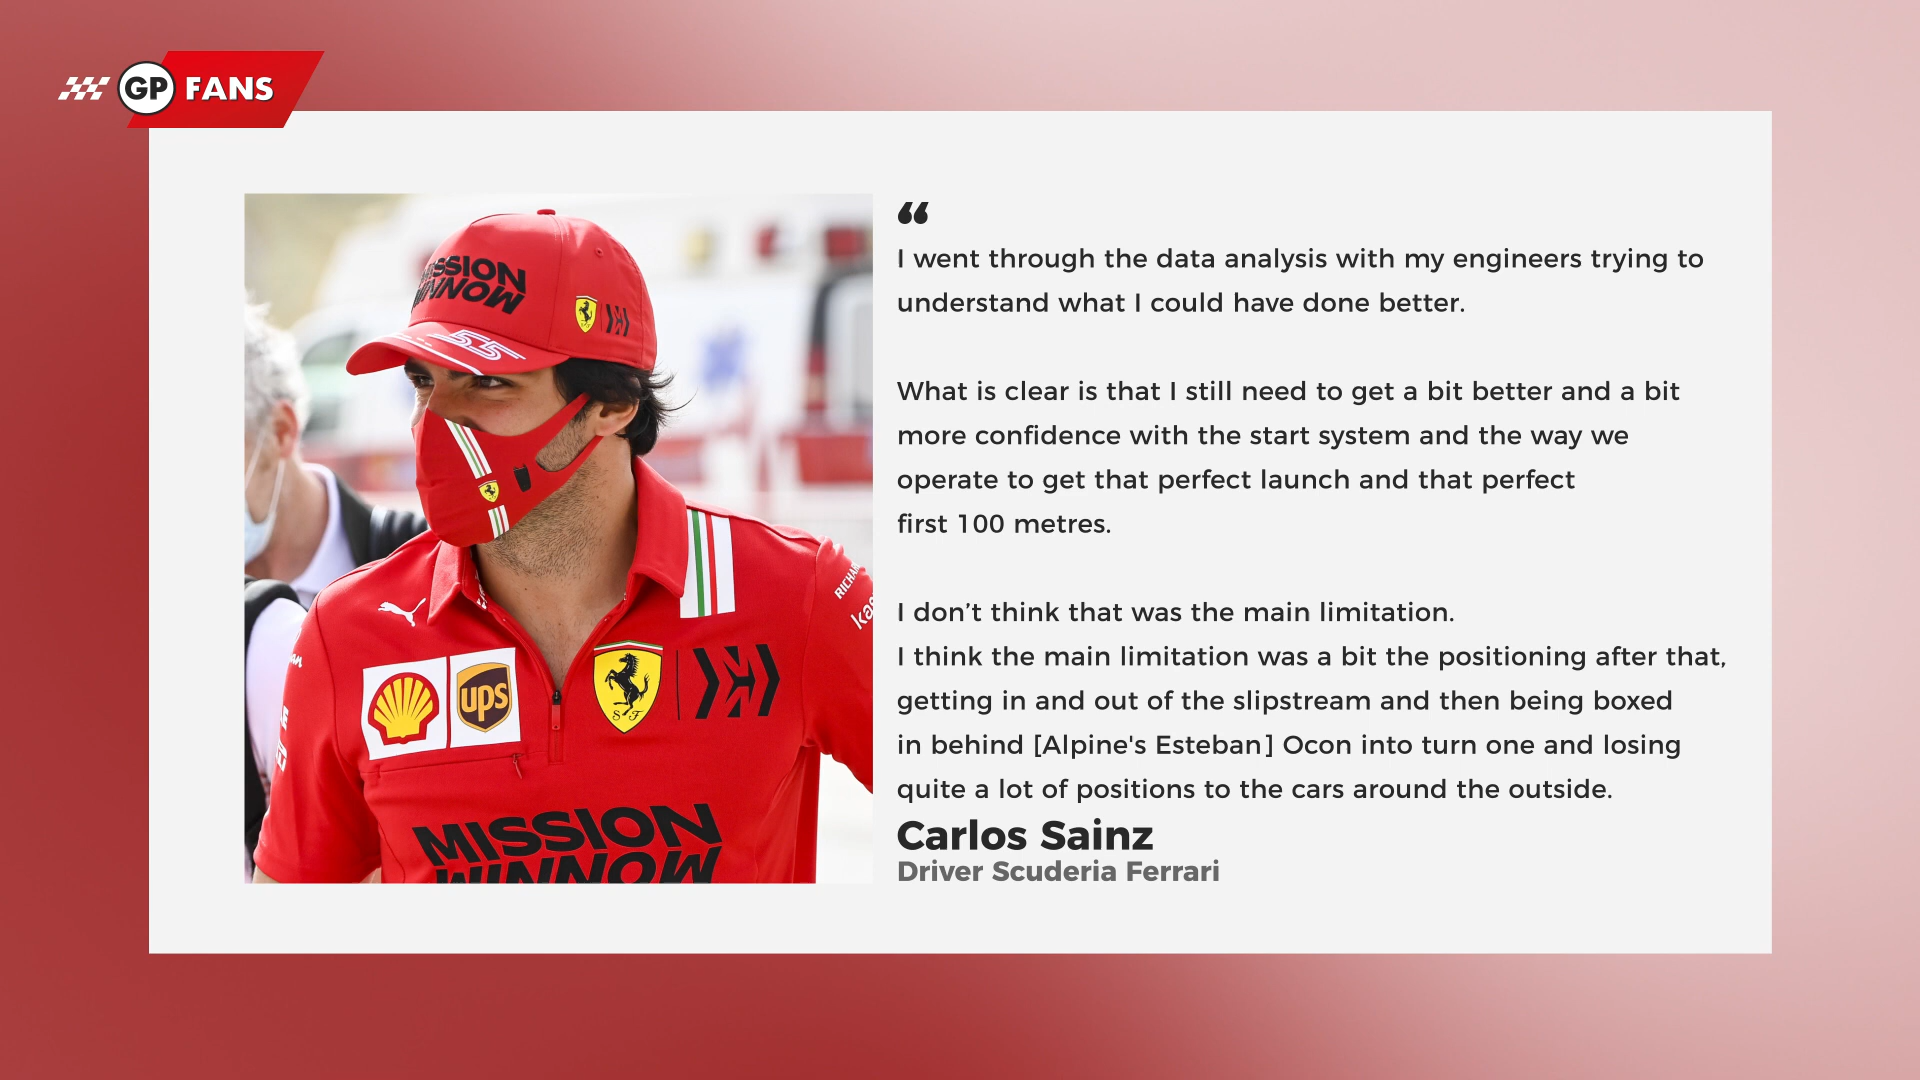 GP FANS
“
I went through the data analysis with my engineers trying to
understand what I could have done better.
What is clear is that I still need to get a bit better and a bit
more confidence with the start system and the way we
operate to get that perfect launch and that perfect
first 100 metres.
I don’t think that was the main limitation.
I think the main limitation was a bit the positioning after that,
getting in and out of the slipstream and then being boxed
in behind [Alpine's Esteban] Ocon into turn one and losing
quite a lot of positions to the cars around the outside.
Carlos Sainz
Driver Scuderia Ferrari
MISSION
WINNOW
55
ups
S F
MISSION
WINNOW